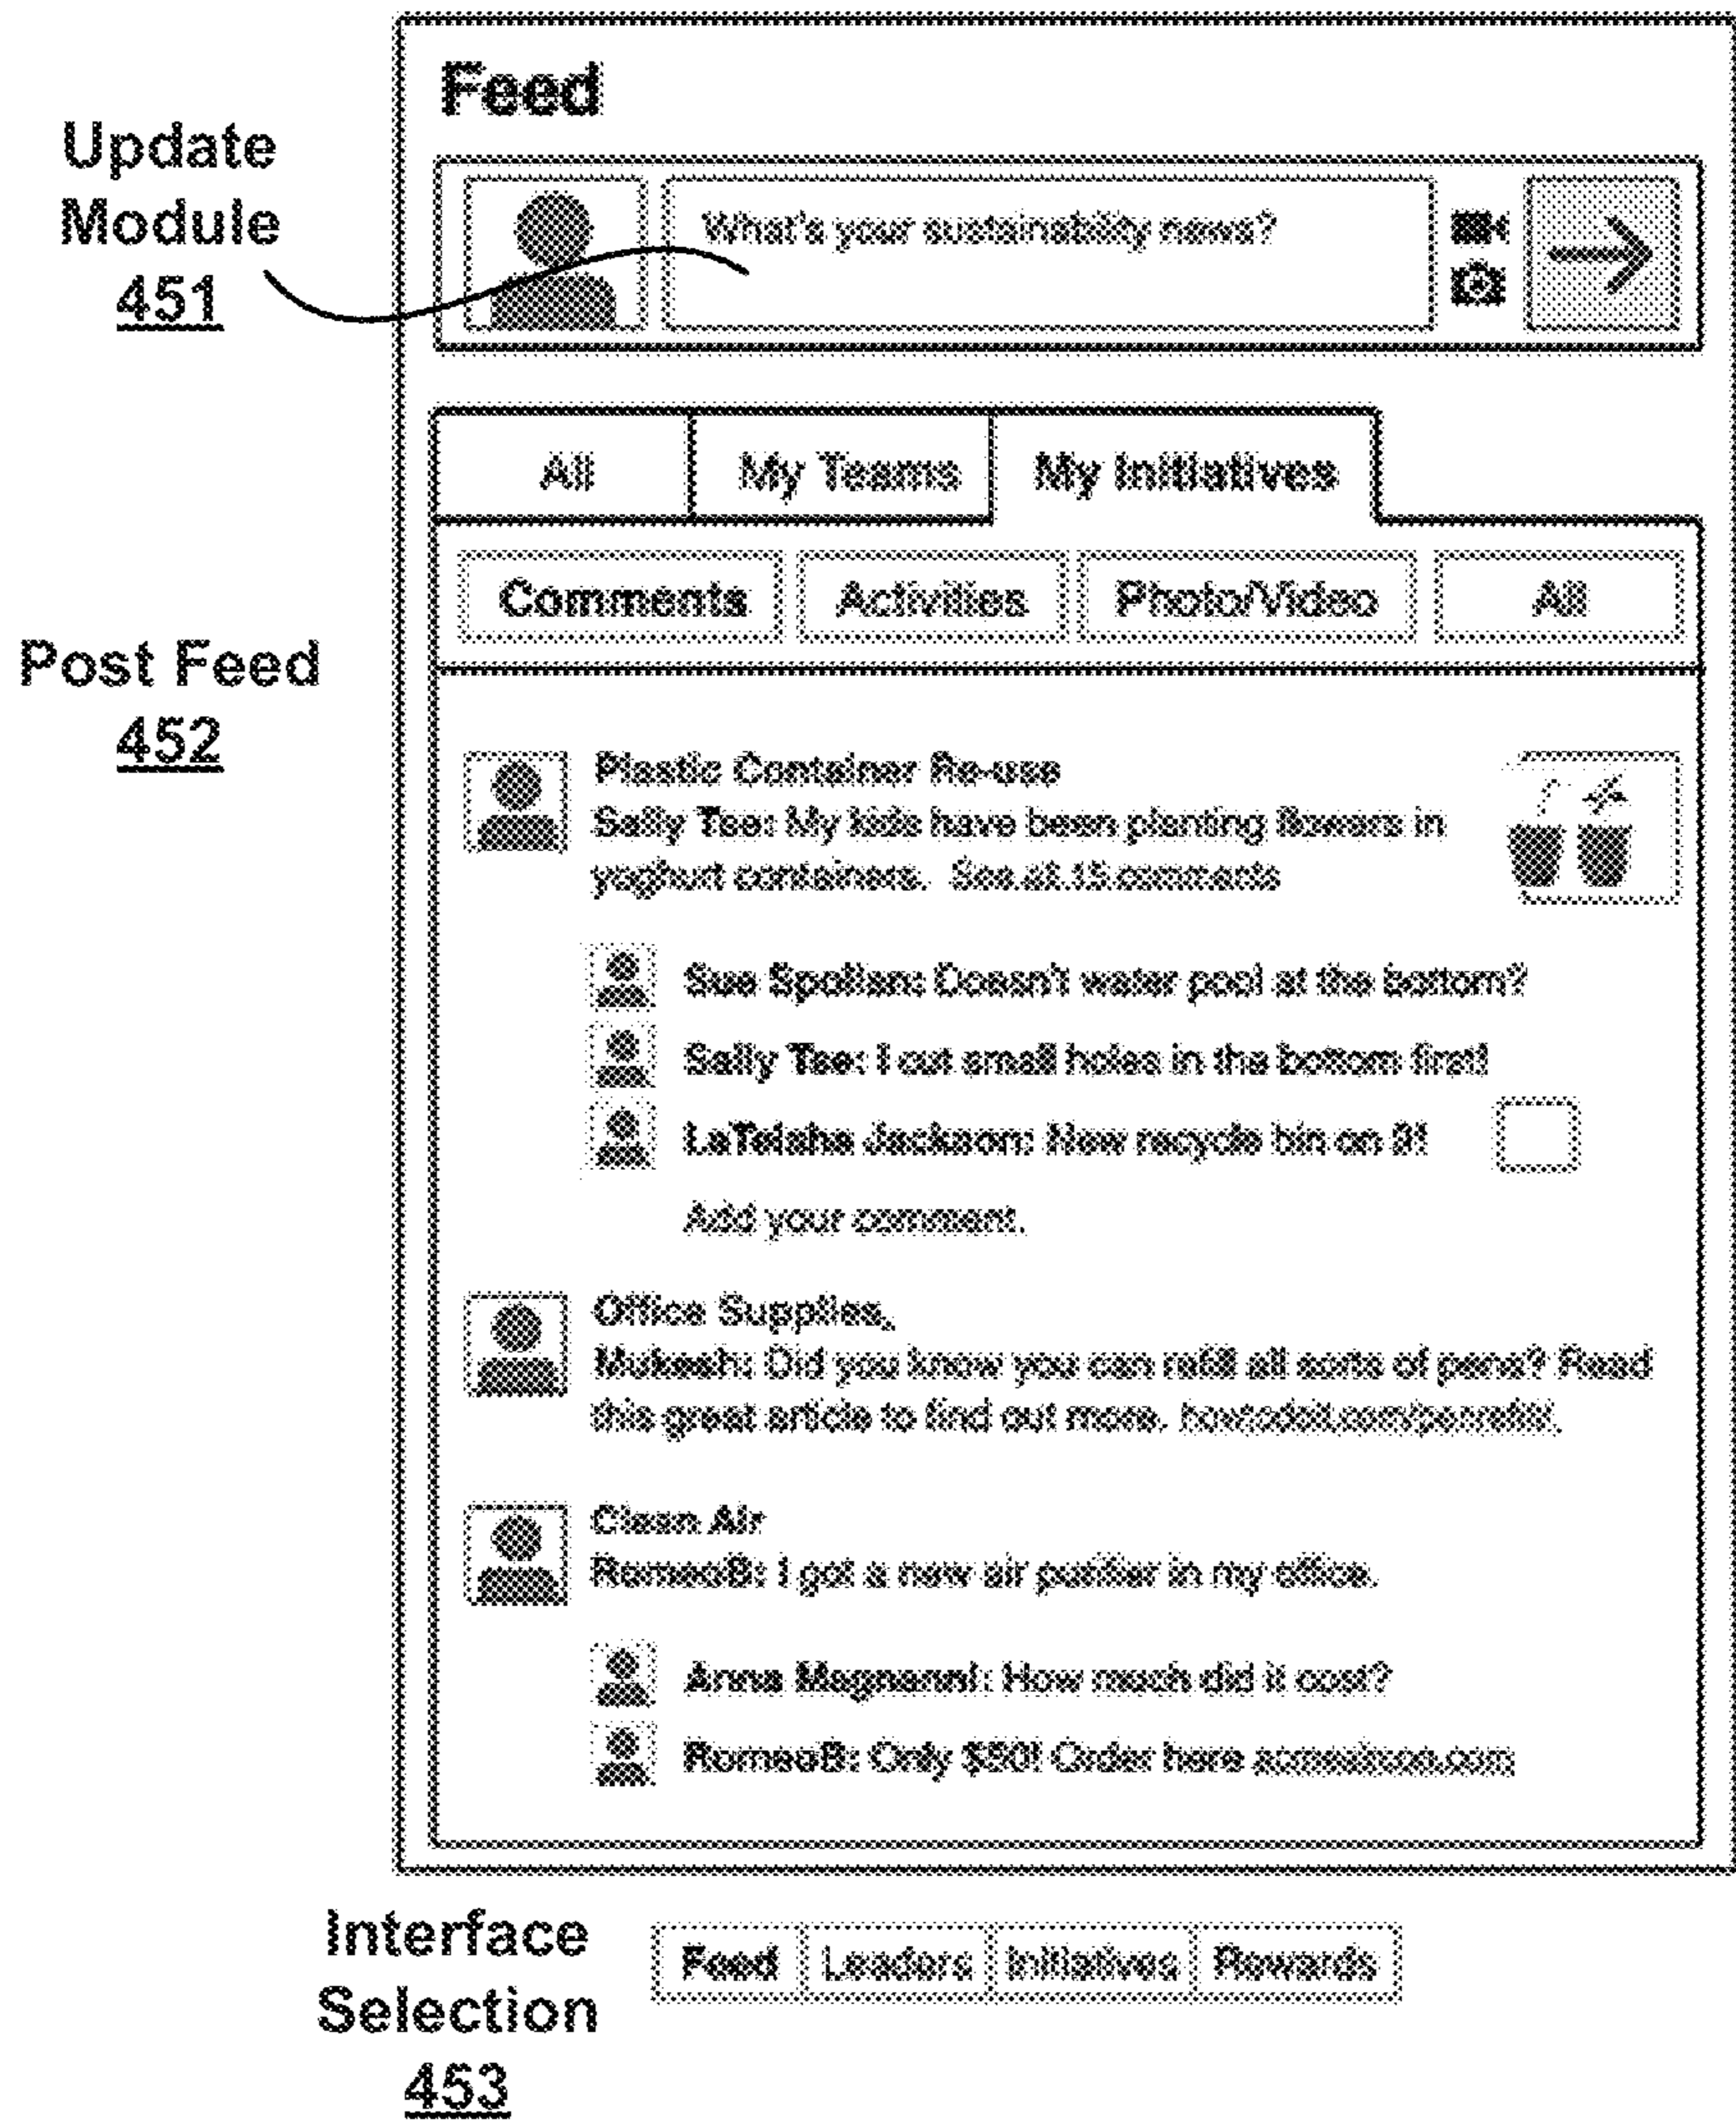 Feed
Update
Module
451
What's your sustainability news?
All
My Teams
My Initiatives
Comments
Activities
Photo/Video
All
Post Feed
452
Plastic Container Re-use
Sally Tee: My kids have been planting flowers in
yoghurt containers. See all 15 comments
Sue Spollan: Doesn't water pool at the bottom?
Sally Tee: I cut small holes in the bottom first!
Jackson: New recycle bin on
Add your comment.
Office Supplies,
Mukesh: Did you know you can refill all sorts of pens? Read
this great article to find out more.
Clean Air
RomeoB: I got a new air purifier in my office.
Anna Magnanni: How much did it cost?
RomeoB: Only $50! Order here
Interface
Selection
453
Feed
Leaders
Initiatives
Rewards